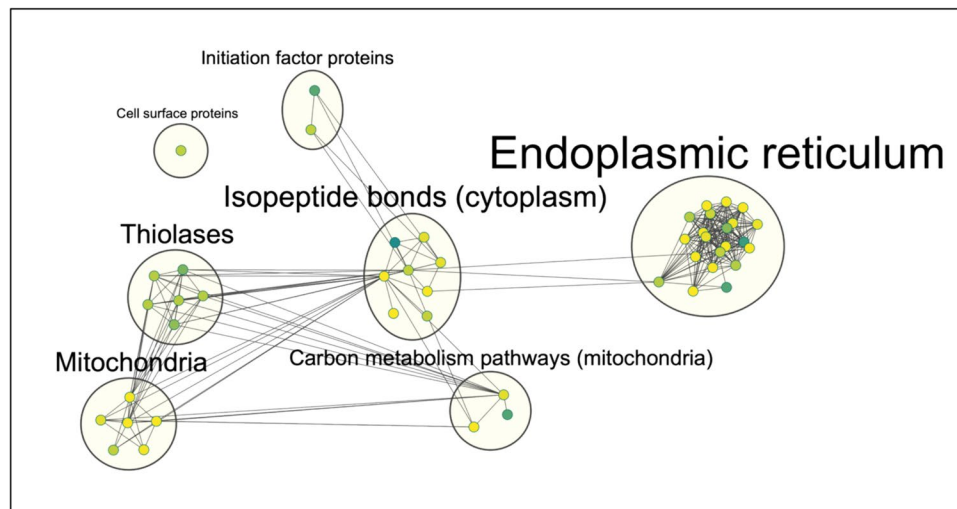 Initiation factor proteins
Cell surface proteins
Endoplasmic reticulum
Isopeptide bonds (cytoplasm)
Thiolases
Mitochondria
Carbon metabolism pathways (mitochondria)